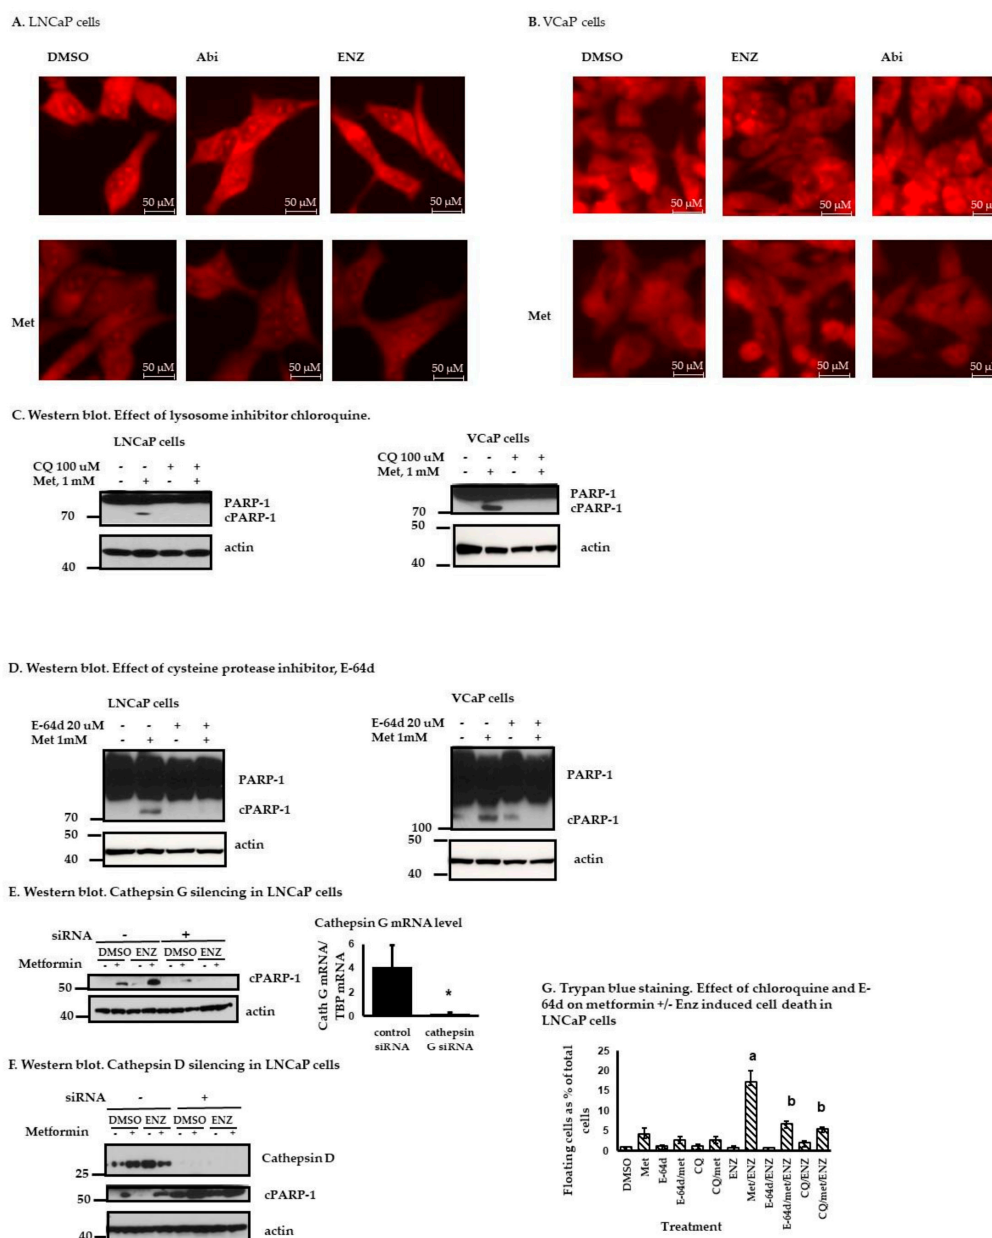 A. LNCaP cells
DMSO Abi ENZ
50 μM 50 μM 50 μM
Met
50 μM 50 μM 50 μM
B. VCaP cells
DMSO ENZ Abi
50 μM 50 μM 50 μM
Met
50 μM 50 μM 50 μM
C. Western blot. Effect of lysosome inhibitor chloroquine.
LNCaP cells
CQ 100 uM - - + +
Met, 1 mM - + - +
PARP-1
70 cPARP-1
actin
40
VCaP cells
CQ 100 uM - - + +
Met, 1 mM - + - +
PARP-1
70 cPARP-1
50
actin
40
D. Western blot. Effect of cysteine protease inhibitor, E-64d
LNCaP cells
E-64d 20 uM - - + +
Met 1mM - + - +
PARP-1
cPARP-1
70
50
actin
40
VCaP cells
E-64d 20 uM - - + +
Met 1mM - + - +
PARP-1
cPARP-1
100
50
actin
40
E. Western blot. Cathepsin G silencing in LNCaP cells
siRNA - +
DMSO ENZ DMSO ENZ
Metformin - + - + - + - +
cPARP-1
50
actin
40
Cathepsin G mRNA level
Cath G mRNA/
TBP mRNA
6
4
2
0
*
control siRNA
cathepsin G siRNA
F. Western blot. Cathepsin D silencing in LNCaP cells
siRNA - +
DMSO ENZ DMSO ENZ
Metformin - + - + - + - +
Cathepsin D
25
cPARP-1
50
actin
40
G. Trypan blue staining. Effect of chloroquine and E-
64d on metformin +/- Enz induced cell death in
LNCaP cells
Floating cells as % of total
cells
25
20
15
10
5
0
a
b
b
DMSO
Met
E-64d
E-64d/met
CQ
CQ/met
ENZ
Met/ENZ
E-64d/ENZ
E-64d/met/ENZ
CQ/ENZ
CQ/met/ENZ
Treatment